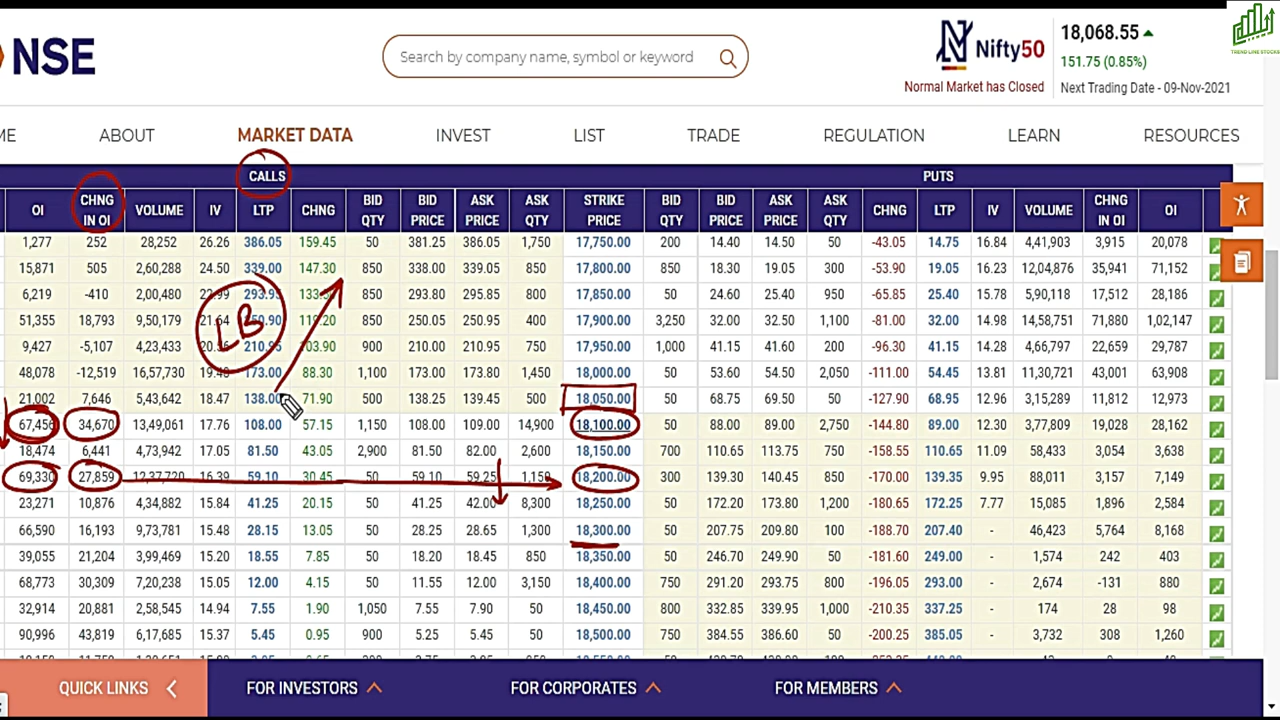 NSE
Search by company name, symbol or keyword
Nifty50
18,068.55
151.75 (0.85%)
Normal Market has Closed
Next Trading Date - 09-Nov-2021
TREND LINE STOCKS
ME ABOUT MARKET DATA INVEST LIST TRADE REGULATION LEARN RESOURCES
CALLS PUTS
OI CHNG IN OI VOLUME IV LTP CHNG BID QTY BID PRICE ASK PRICE ASK QTY STRIKE PRICE BID QTY BID PRICE ASK PRICE ASK QTY CHNG LTP IV VOLUME CHNG IN OI OI
1,277 252 28,252 26.26 386.05 159.45 50 381.25 386.05 1,750 17,750.00 200 14.40 14.50 50 -43.05 14.75 16.84 4,41,903 3,915 20,078
15,871 505 2,60,288 24.50 339.00 147.30 850 338.00 339.05 850 17,800.00 850 18.30 19.05 300 -53.90 19.05 16.23 12,04,876 35,941 71,152
6,219 -410 2,00,480 850 293.80 295.85 800 17,850.00 50 24.60 25.40 950 -65.85 25.40 15.78 5,90,118 17,512 28,186
51,355 18,793 9,50,179 850 250.05 250.95 400 17,900.00 3,250 32.00 32.50 1,100 -81.00 32.00 14.98 14,58,751 71,880 1,02,147
LB
9,427 -5,107 4,23,433 210.95 103.90 900 210.00 210.95 450 17,950.00 1,000 41.15 41.60 200 -96.30 41.15 14.28 4,66,797 22,659 29,787
48,078 -12,519 16,57,730 173.00 88.30 1,100 173.00 173.80 1,450 18,000.00 50 53.60 54.50 2,050 -111.00 54.45 13.81 11,30,721 43,001 63,908
21,002 7,646 5,43,642 18.47 138.00 71.90 500 138.25 139.45 500 18,050.00 50 68.75 69.50 50 -127.90 68.95 12.96 3,15,289 11,812 12,973
67,456 34,670 13,49,061 17.76 108.00 57.15 1,150 108.00 109.00 14,900 18,100.00 50 88.00 89.00 2,750 -144.80 89.00 12.30 3,77,809 19,028 28,162
18,474 6,441 4,73,942 17.05 81.50 43.05 2,900 81.50 82.00 2,600 18,150.00 700 110.65 113.75 750 -158.55 110.65 11.09 58,433 3,054 3,638
69,330 27,859 12,37,720 16.39 59.10 30.45 50 59.10 59.25 1,150 18,200.00 300 139.30 140.45 850 -170.00 139.35 9.95 88,011 3,157 7,149
23,271 10,876 4,34,882 15.84 41.25 20.15 50 41.25 42.00 8,300 18,250.00 50 172.20 173.80 1,200 -180.65 172.25 7.77 15,085 1,896 2,584
66,590 16,193 9,73,781 15.48 28.15 13.05 50 28.25 28.65 1,300 18,300.00 50 207.75 209.80 100 -188.70 207.40 - 46,423 5,764 8,168
39,055 21,204 3,99,469 15.20 18.55 7.85 50 18.20 18.45 850 18,350.00 50 246.70 249.90 50 -181.60 249.00 - 1,574 242 403
68,773 30,309 7,20,238 15.05 12.00 4.15 50 11.55 12.00 3,150 18,400.00 750 291.20 293.75 800 -196.05 293.00 - 2,674 -131 880
32,914 20,881 2,58,545 14.94 7.55 1.90 1,050 7.55 7.90 50 18,450.00 800 332.85 339.95 1,000 -210.35 337.25 - 174 28 98
90,996 43,819 6,17,685 15.37 5.45 0.95 900 5.25 5.45 50 18,500.00 750 384.55 386.60 50 -200.25 385.05 - 3,732 308 1,260
QUICK LINKS FOR INVESTORS FOR CORPORATES FOR MEMBERS